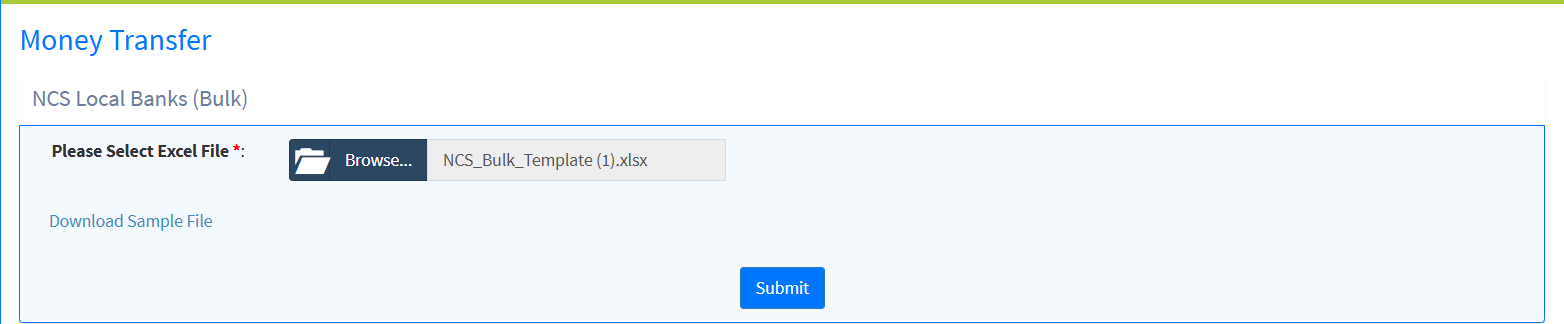 Money Transfer
NCS Local Banks (Bulk)
Please Select Excel File *: Browse... NCS_Bulk_Template (1).xlsx
Download Sample File
Submit